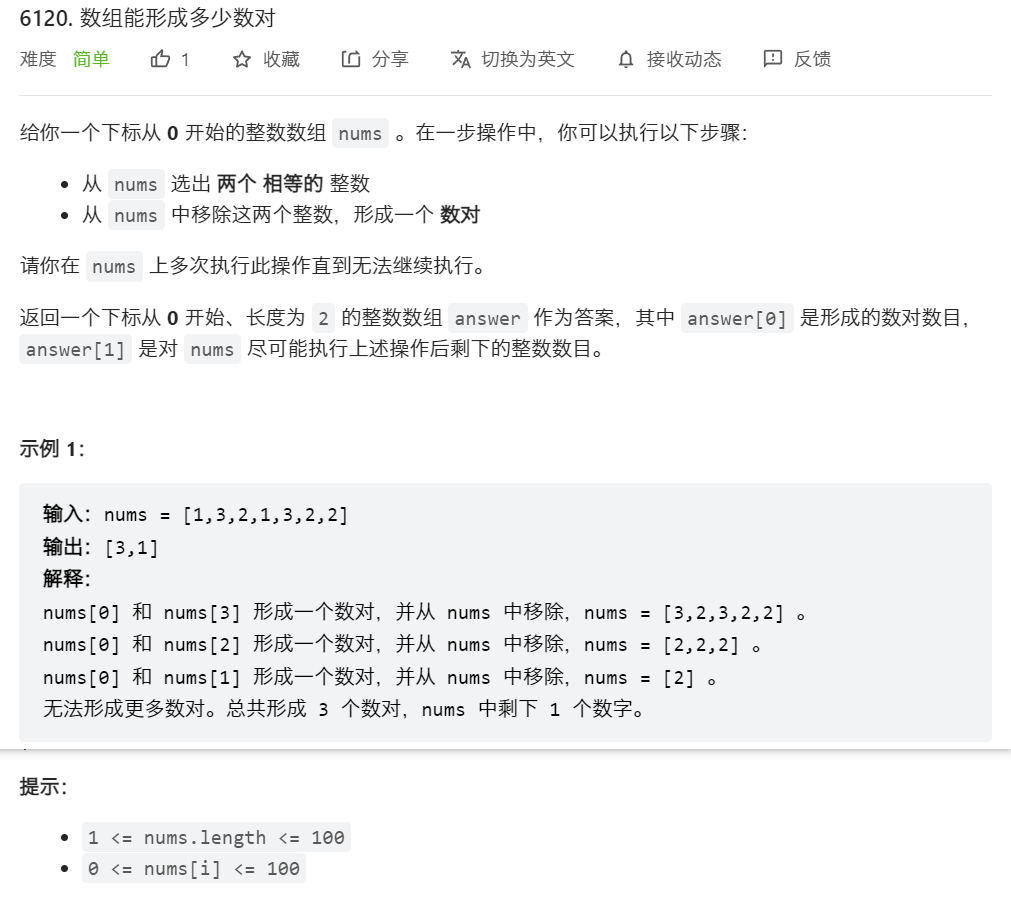 6120. 数组能形成多少数对
难度 简单 1 收藏 分享 切换为英文 接收动态 反馈
给你一个下标从 0 开始的整数数组 nums 。在一步操作中，你可以执行以下步骤：
• 从 nums 选出 两个 相等的 整数
• 从 nums 中移除这两个整数，形成一个 数对
请你在 nums 上多次执行此操作直到无法继续执行。
返回一个下标从 0 开始、长度为 2 的整数数组 answer 作为答案，其中 answer[0] 是形成的数对数目，
answer[1] 是对 nums 尽可能执行上述操作后剩下的整数数目。
示例 1：
输入：nums = [1,3,2,1,3,2,2]
输出：[3,1]
解释：
nums[0] 和 nums[3] 形成一个数对，并从 nums 中移除，nums = [3,2,3,2,2] 。
nums[0] 和 nums[2] 形成一个数对，并从 nums 中移除，nums = [2,2,2] 。
nums[0] 和 nums[1] 形成一个数对，并从 nums 中移除，nums = [2] 。
无法形成更多数对。总共形成 3 个数对，nums 中剩下 1 个数字。
提示：
• 1 <= nums.length <= 100
• 0 <= nums[i] <= 100